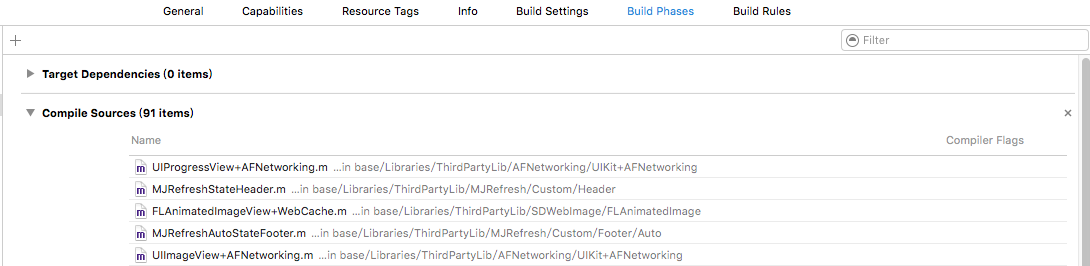 General Capabilities Resource Tags Info Build Settings Build Phases Build Rules
+ Filter
Target Dependencies (0 items)
Compile Sources (91 items) ×
Name Compiler Flags
m UIProgressView+AFNetworking.m ...in base/Libraries/ThirdPartyLib/AFNetworking/UIKit+AFNetworking
m MJRefreshStateHeader.m ...in base/Libraries/ThirdPartyLib/MJRefresh/Custom/Header
m FLAnimatedImageView+WebCache.m ...in base/Libraries/ThirdPartyLib/SDWebImage/FLAnimatedImage
m MJRefreshAutoStateFooter.m ...in base/Libraries/ThirdPartyLib/MJRefresh/Custom/Footer/Auto
m UIImageView+AFNetworking.m ...in base/Libraries/ThirdPartyLib/AFNetworking/UIKit+AFNetworking